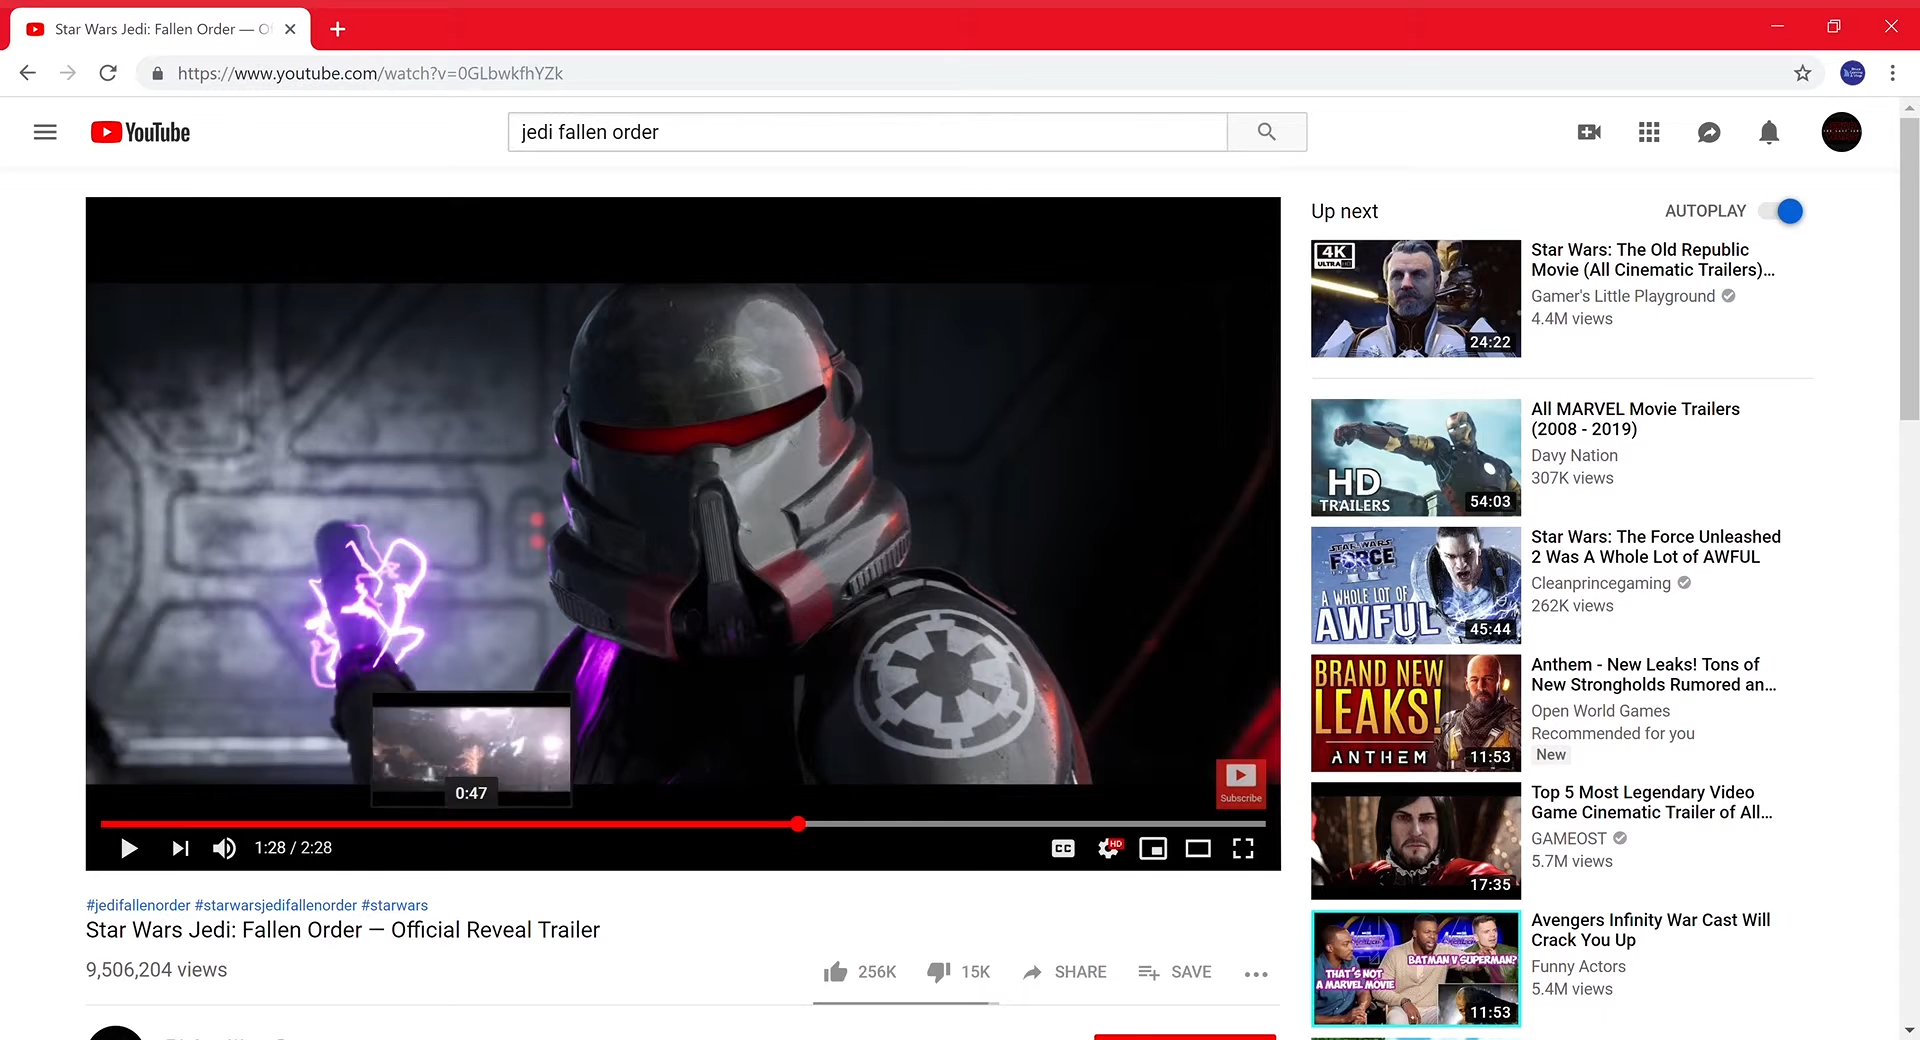 Star Wars Jedi: Fallen Order — Of
https://www.youtube.com/watch?v=0GLbwkfhYZk
YouTube
jedi fallen order
Up next
AUTOPLAY
4K
ULTRA HD
24:22
Star Wars: The Old Republic
Movie (All Cinematic Trailers)...
Gamer's Little Playground
4.4M views
HD
TRAILERS
54:03
All MARVEL Movie Trailers
(2008 - 2019)
Davy Nation
307K views
STAR WARS
FORCE
UNLEASHED
II
A WHOLE LOT OF
AWFUL
45:44
Star Wars: The Force Unleashed
2 Was A Whole Lot of AWFUL
Cleanprincegaming
262K views
BRAND NEW
LEAKS!
ANTHEM
11:53
Anthem - New Leaks! Tons of
New Strongholds Rumored an...
Open World Games
Recommended for you
New
17:35
Top 5 Most Legendary Video
Game Cinematic Trailer of All...
GAMEOST
5.7M views
THAT'S NOT
A MARVEL MOVIE
BATMAN V SUPERMAN?
11:53
Avengers Infinity War Cast Will
Crack You Up
Funny Actors
5.4M views
0:47
Subscribe
1:28 / 2:28
CC
HD
#jedifallenorder #starwarsjedifallenorder #starwars
Star Wars Jedi: Fallen Order — Official Reveal Trailer
9,506,204 views
256K
15K
SHARE
SAVE